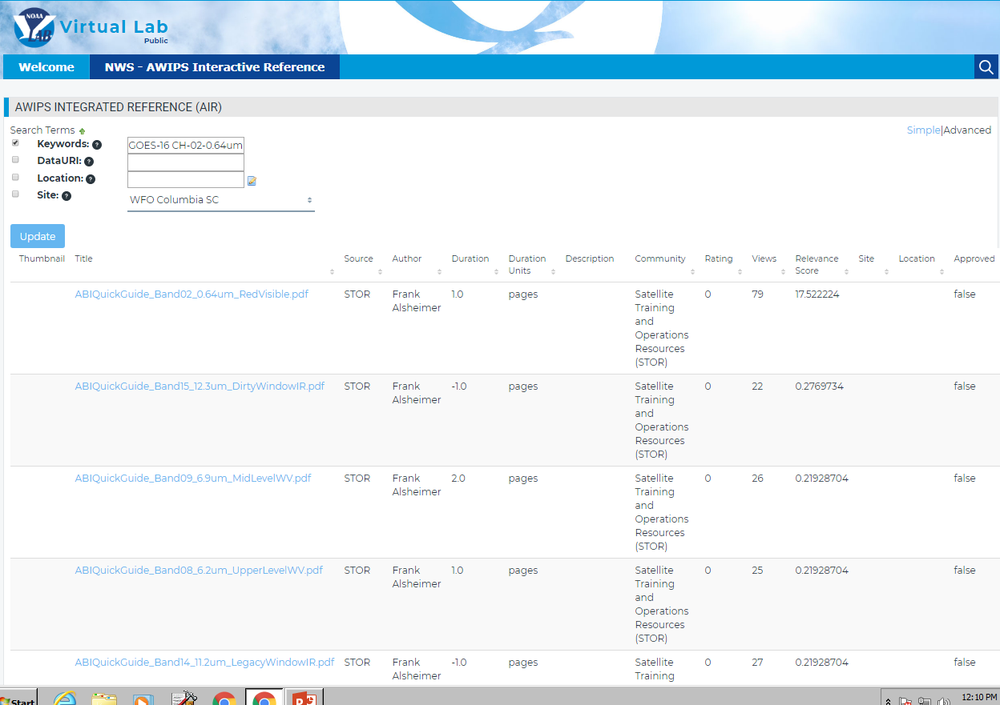 NOAA
LAB
Virtual Lab
Public
Welcome
NWS - AWIPS Interactive Reference
AWIPS INTEGRATED REFERENCE (AIR)
Search Terms
Simple|Advanced
Keywords: ?
GOES-16 CH-02-0.64um
DataURI: ?
Location: ?
Site: ?
WFO Columbia SC
Update
Thumbnail Title Source Author Duration Duration Units Description Community Rating Views Relevance Score Site Location Approved
ABIQuickGuide_Band02_0.64um_RedVisible.pdf STOR Frank 1.0 pages Satellite 0 79 17.522224 false
Alsheimer Training
and
Operations
Resources
(STOR)
ABIQuickGuide_Band15_12.3um_DirtyWindowIR.pdf STOR Frank -1.0 pages Satellite 0 22 0.2769734 false
Alsheimer Training
and
Operations
Resources
(STOR)
ABIQuickGuide_Band09_6.9um_MidLevelWV.pdf STOR Frank 2.0 pages Satellite 0 26 0.21928704 false
Alsheimer Training
and
Operations
Resources
(STOR)
ABIQuickGuide_Band08_6.2um_UpperLevelWV.pdf STOR Frank 1.0 pages Satellite 0 25 0.21928704 false
Alsheimer Training
and
Operations
Resources
(STOR)
ABIQuickGuide_Band14_11.2um_LegacyWindowIR.pdf STOR Frank -1.0 pages Satellite 0 27 0.21928704 false
Alsheimer Training
Start
12:10 PM